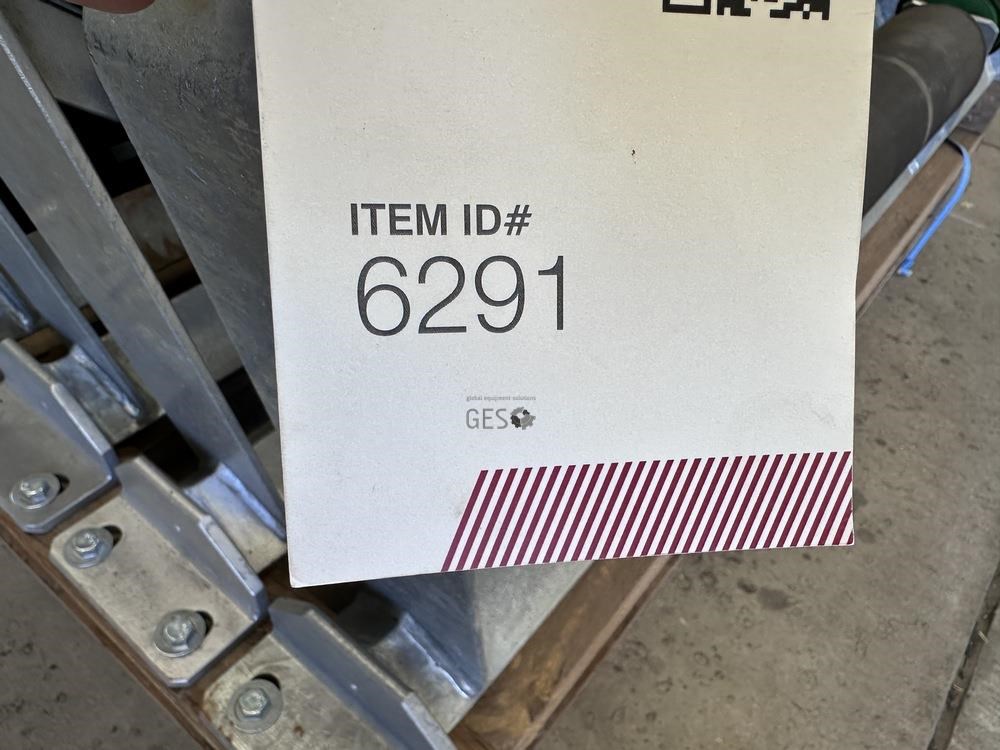 ITEM ID#
6291
global equipment solutions
GES